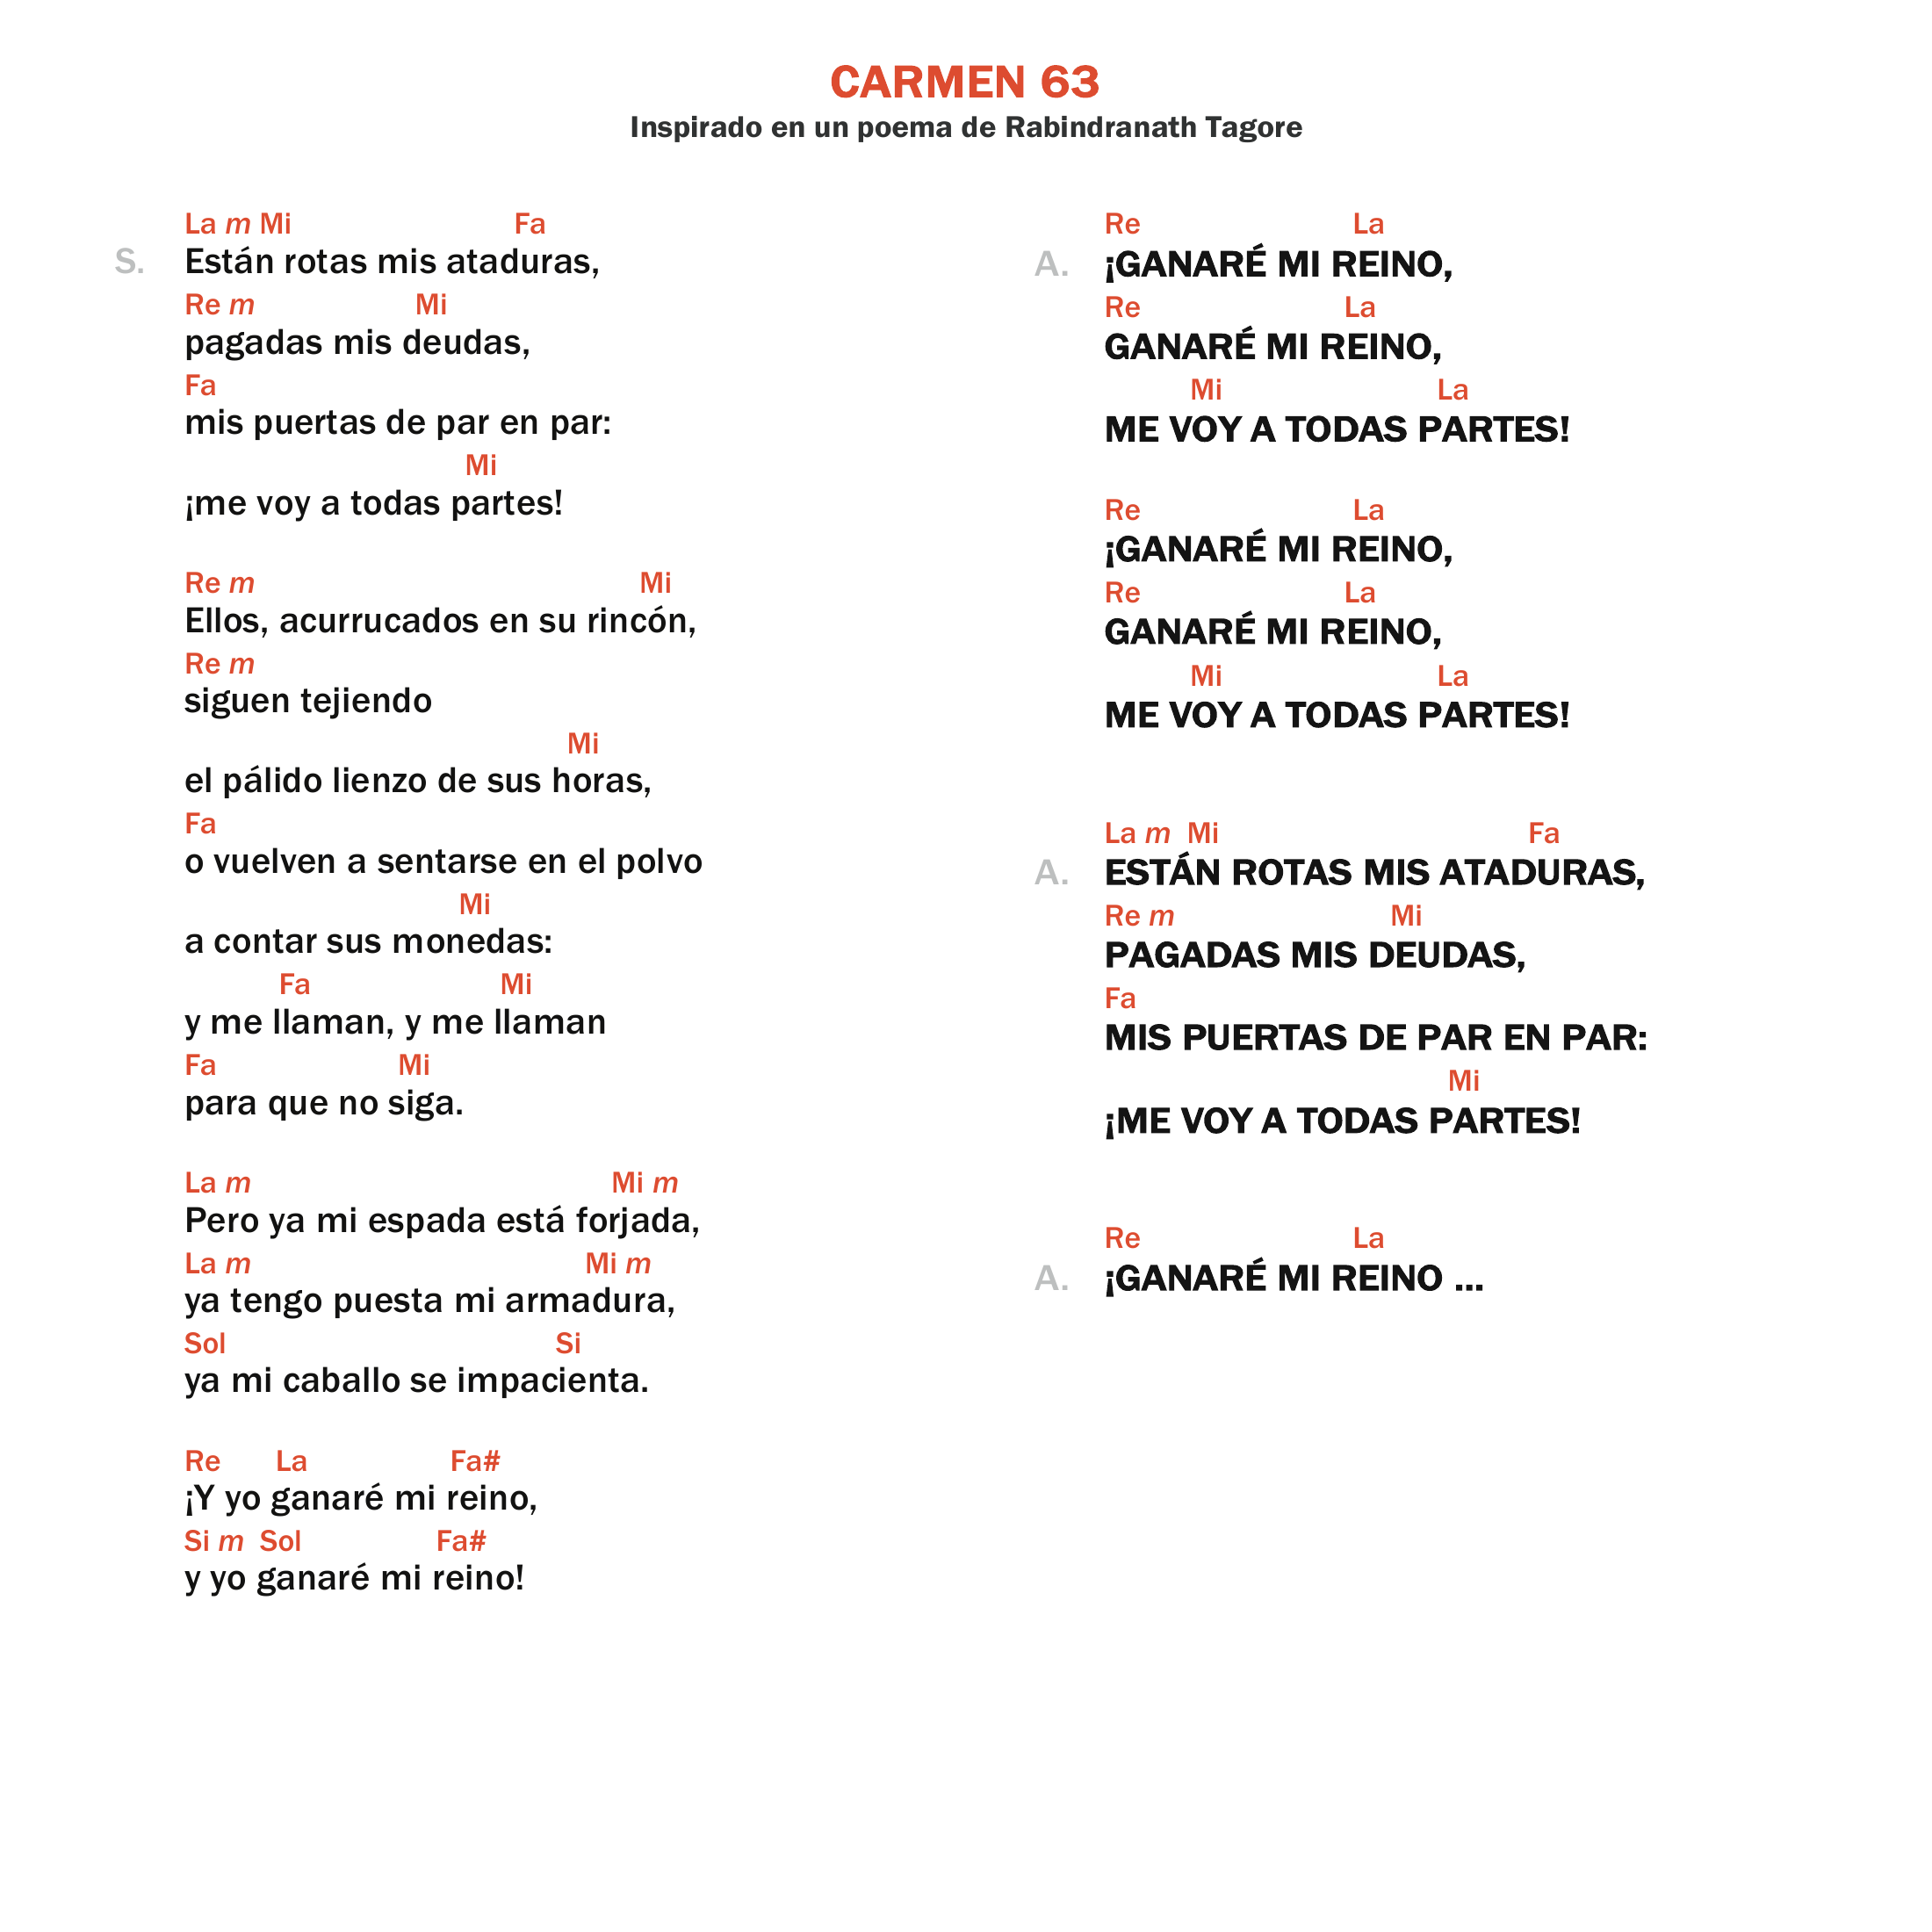 CARMEN 63
Inspirado en un poema de Rabindranath Tagore
La m Mi Fa
S. Están rotas mis ataduras,
Re m Mi
pagadas mis deudas,
Fa
mis puertas de par en par:
Mi
¡me voy a todas partes!
Re m Mi
Ellos, acurrucados en su rincón,
Re m
siguen tejiendo
Mi
el pálido lienzo de sus horas,
Fa
o vuelven a sentarse en el polvo
Mi
a contar sus monedas:
Fa Mi
y me llaman, y me llaman
Fa Mi
para que no siga.
La m Mi m
Pero ya mi espada está forjada,
La m Mi m
ya tengo puesta mi armadura,
Sol Si
ya mi caballo se impacienta.
Re La Fa#
¡Y yo ganaré mi reino,
Si m Sol Fa#
y yo ganaré mi reino!
Re La
A. ¡GANARÉ MI REINO,
Re La
GANARÉ MI REINO,
Mi La
ME VOY A TODAS PARTES!
Re La
¡GANARÉ MI REINO,
Re La
GANARÉ MI REINO,
Mi La
ME VOY A TODAS PARTES!
La m Mi Fa
A. ESTÁN ROTAS MIS ATADURAS,
Re m Mi
PAGADAS MIS DEUDAS,
Fa
MIS PUERTAS DE PAR EN PAR:
Mi
¡ME VOY A TODAS PARTES!
Re La
A. ¡GANARÉ MI REINO ...